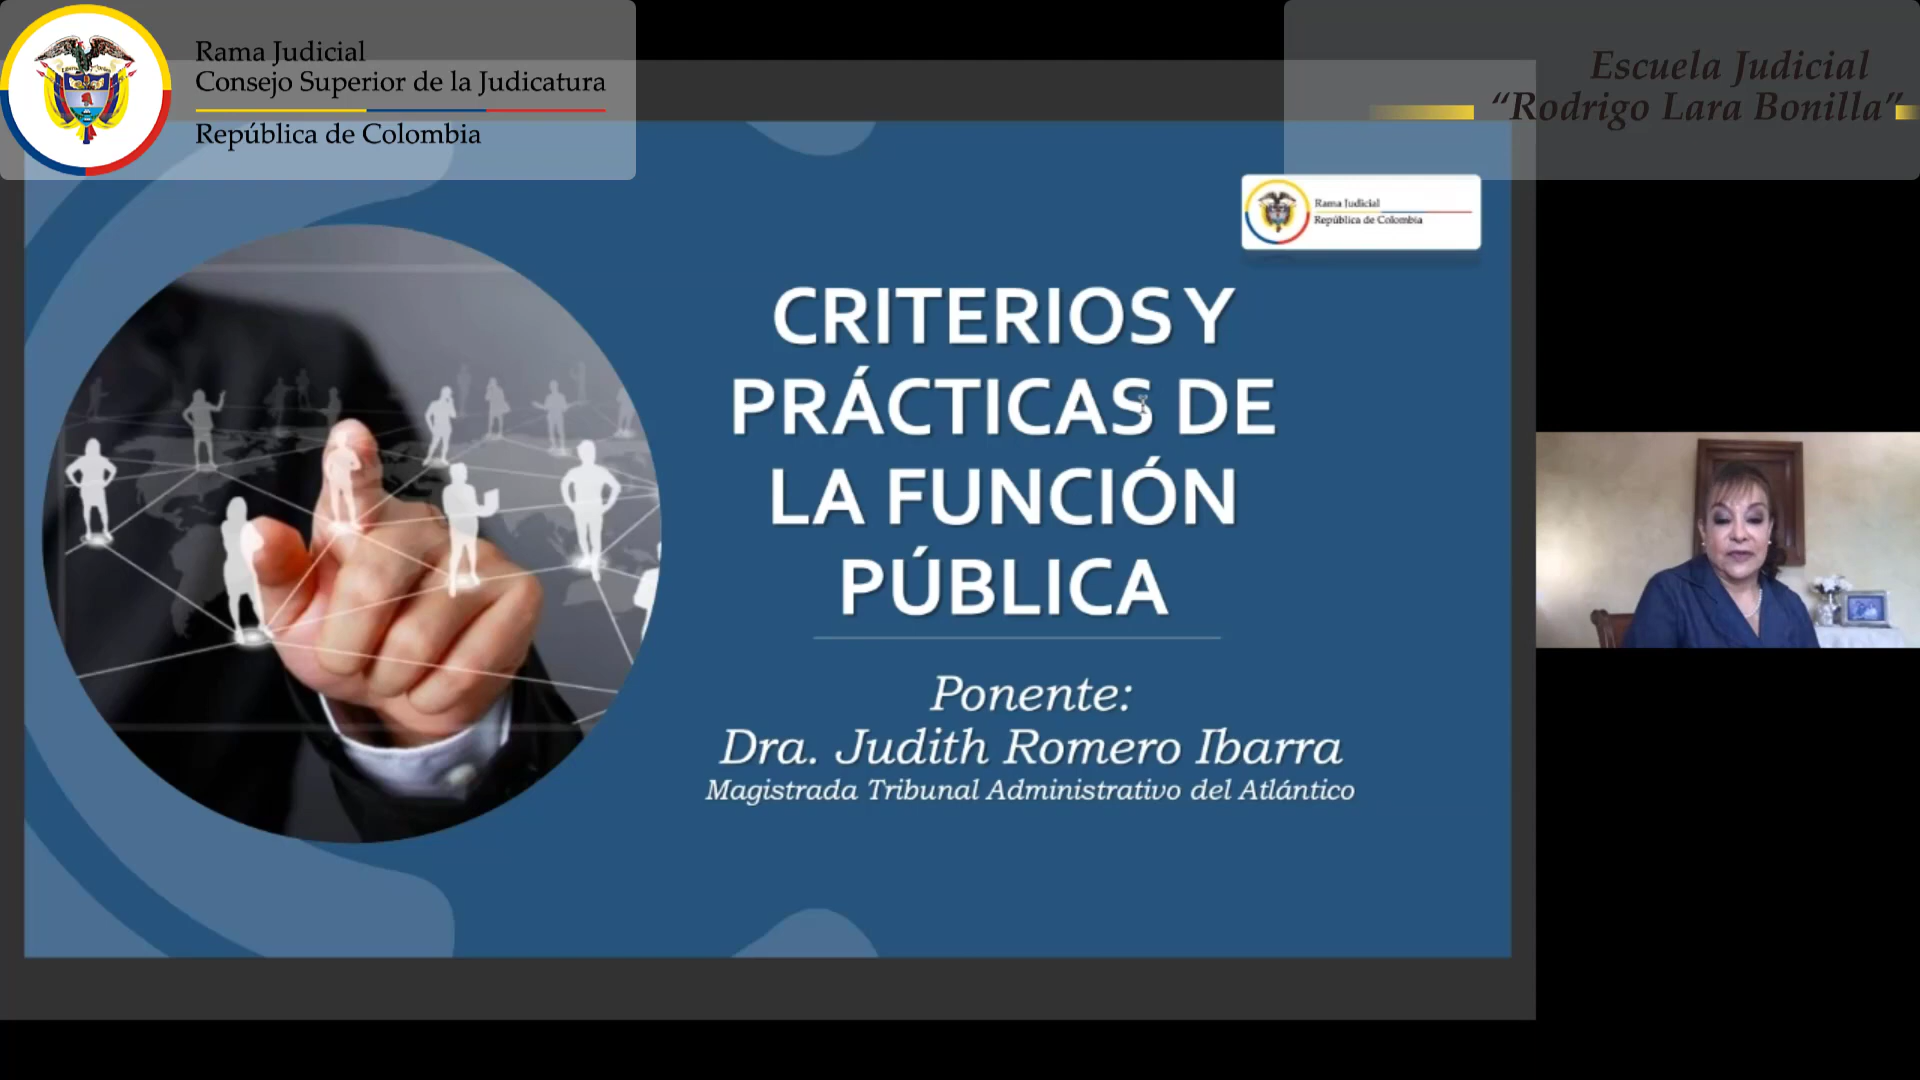 Rama Judicial
Consejo Superior de la Judicatura
República de Colombia
Escuela Judicial
“Rodrigo Lara Bonilla”
Rama Judicial
República de Colombia
CRITERIOS Y
PRÁCTICAS DE
LA FUNCIÓN
PÚBLICA
Ponente:
Dra. Judith Romero Ibarra
Magistrada Tribunal Administrativo del Atlántico